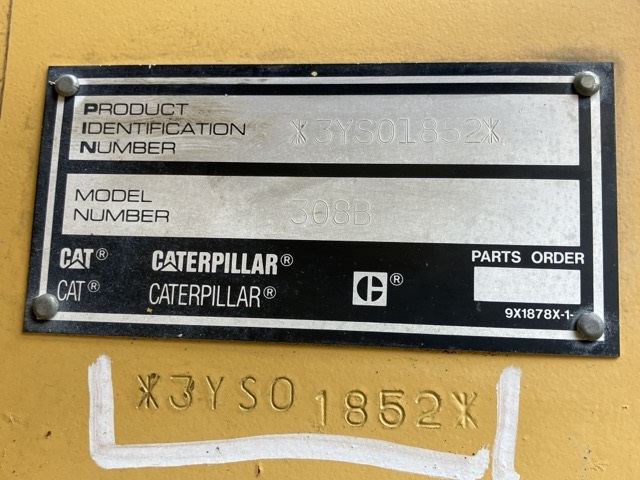 PRODUCT
IDENTIFICATION
NUMBER
*3YS01852*
MODEL
NUMBER
308B
CAT® CATERPILLAR®
CAT® CATERPILLAR® C®
PARTS ORDER
9X1878X-1-
*3YS01852*